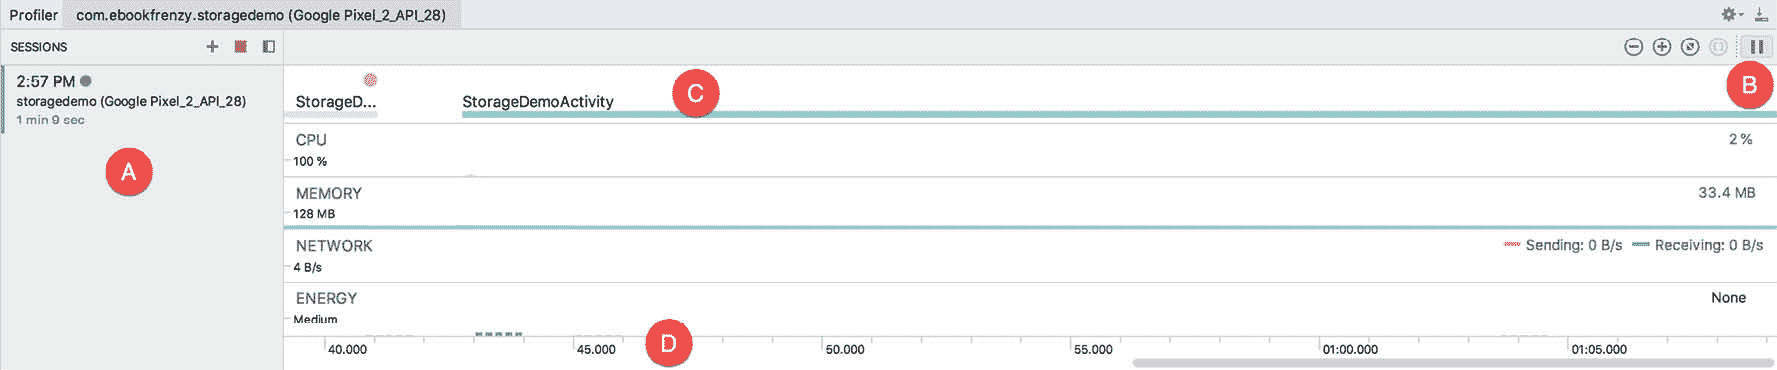 Profiler com.ebookfrenzy.storagedemo (Google Pixel_2_API_28)
SESSIONS
2:57 PM
storagedemo (Google Pixel_2_API_28)
1 min 9 sec
A
B
C
StorageD... StorageDemoActivity
CPU 2 %
100 %
MEMORY 33.4 MB
128 MB
NETWORK Sending: 0 B/s Receiving: 0 B/s
4 B/s
ENERGY None
Medium
D
40.000 45.000 50.000 55.000 01:00.000 01:05.000